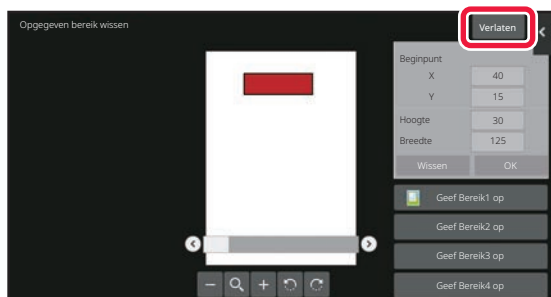 Opgegeven bereik wissen
Verlaten
Beginpunt
X 40
Y 15
Hoogte 30
Breedte 125
Wissen OK
Geef Bereik1 op
Geef Bereik2 op
Geef Bereik3 op
Geef Bereik4 op